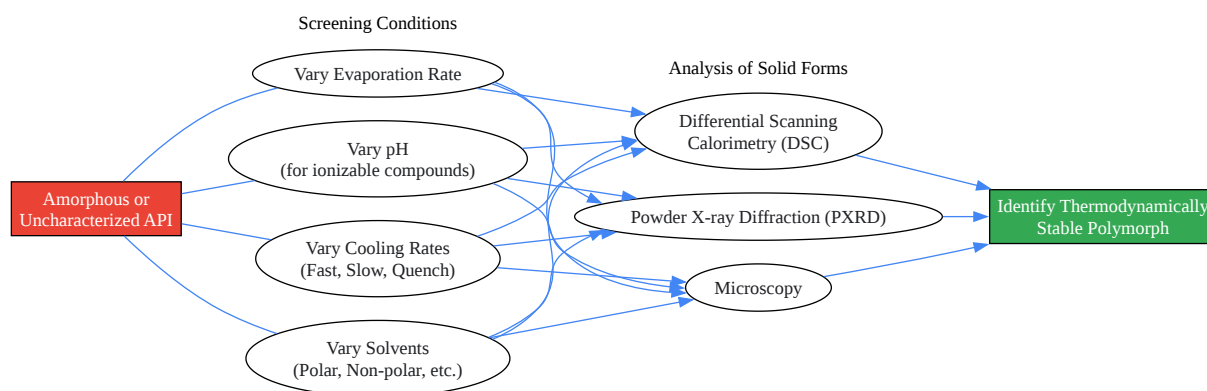 Screening Conditions
Vary Evaporation Rate
Analysis of Solid Forms
Differential Scanning
Calorimetry (DSC)
Vary pH
(for ionizable compounds)
Amorphous or
Uncharacterized API
Powder X-ray Diffraction (PXRD)
Identify Thermodynamically
Stable Polymorph
Vary Cooling Rates
(Fast, Slow, Quench)
Microscopy
Vary Solvents
(Polar, Non-polar, etc.)